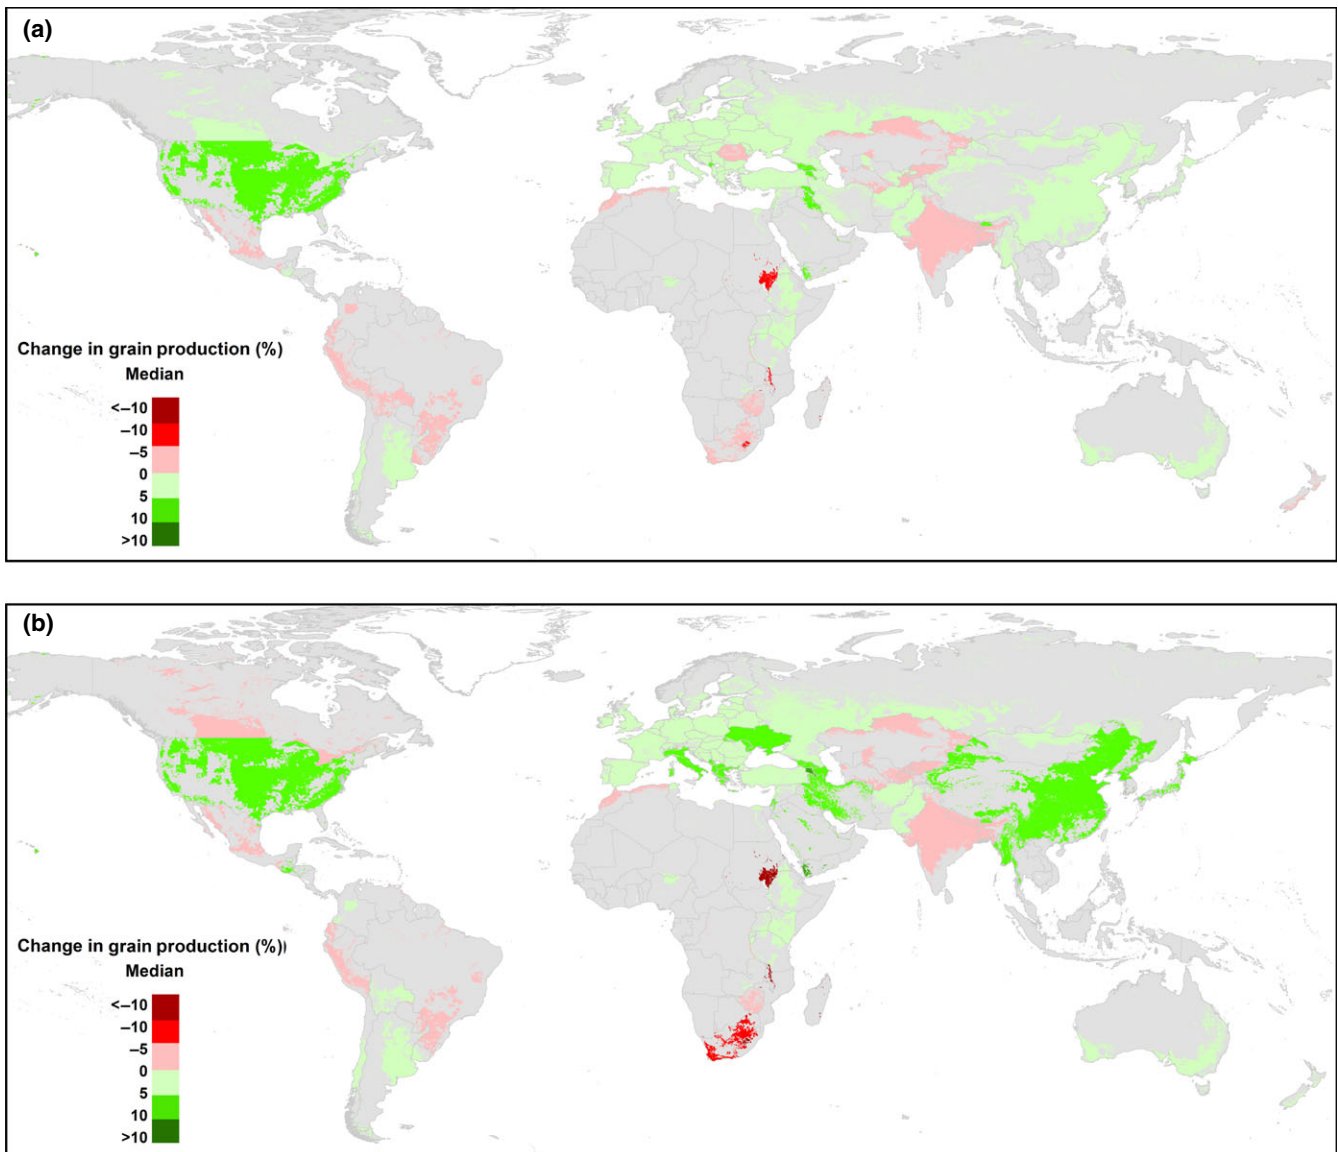 (a)
Change in grain production (%)
Median
<–10
–10
–5
0
5
10
>10
(b)
Change in grain production (%)
Median
<–10
–10
–5
0
5
10
>10